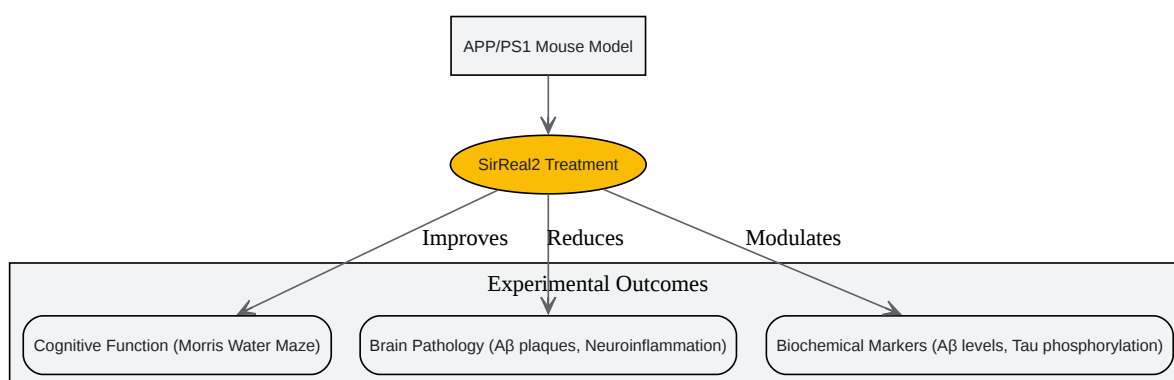 APP/PS1 Mouse Model
SirReal2 Treatment
Improves
Reduces
Modulates
Experimental Outcomes
Cognitive Function (Morris Water Maze)
Brain Pathology (Aβ plaques, Neuroinflammation)
Biochemical Markers (Aβ levels, Tau phosphorylation)